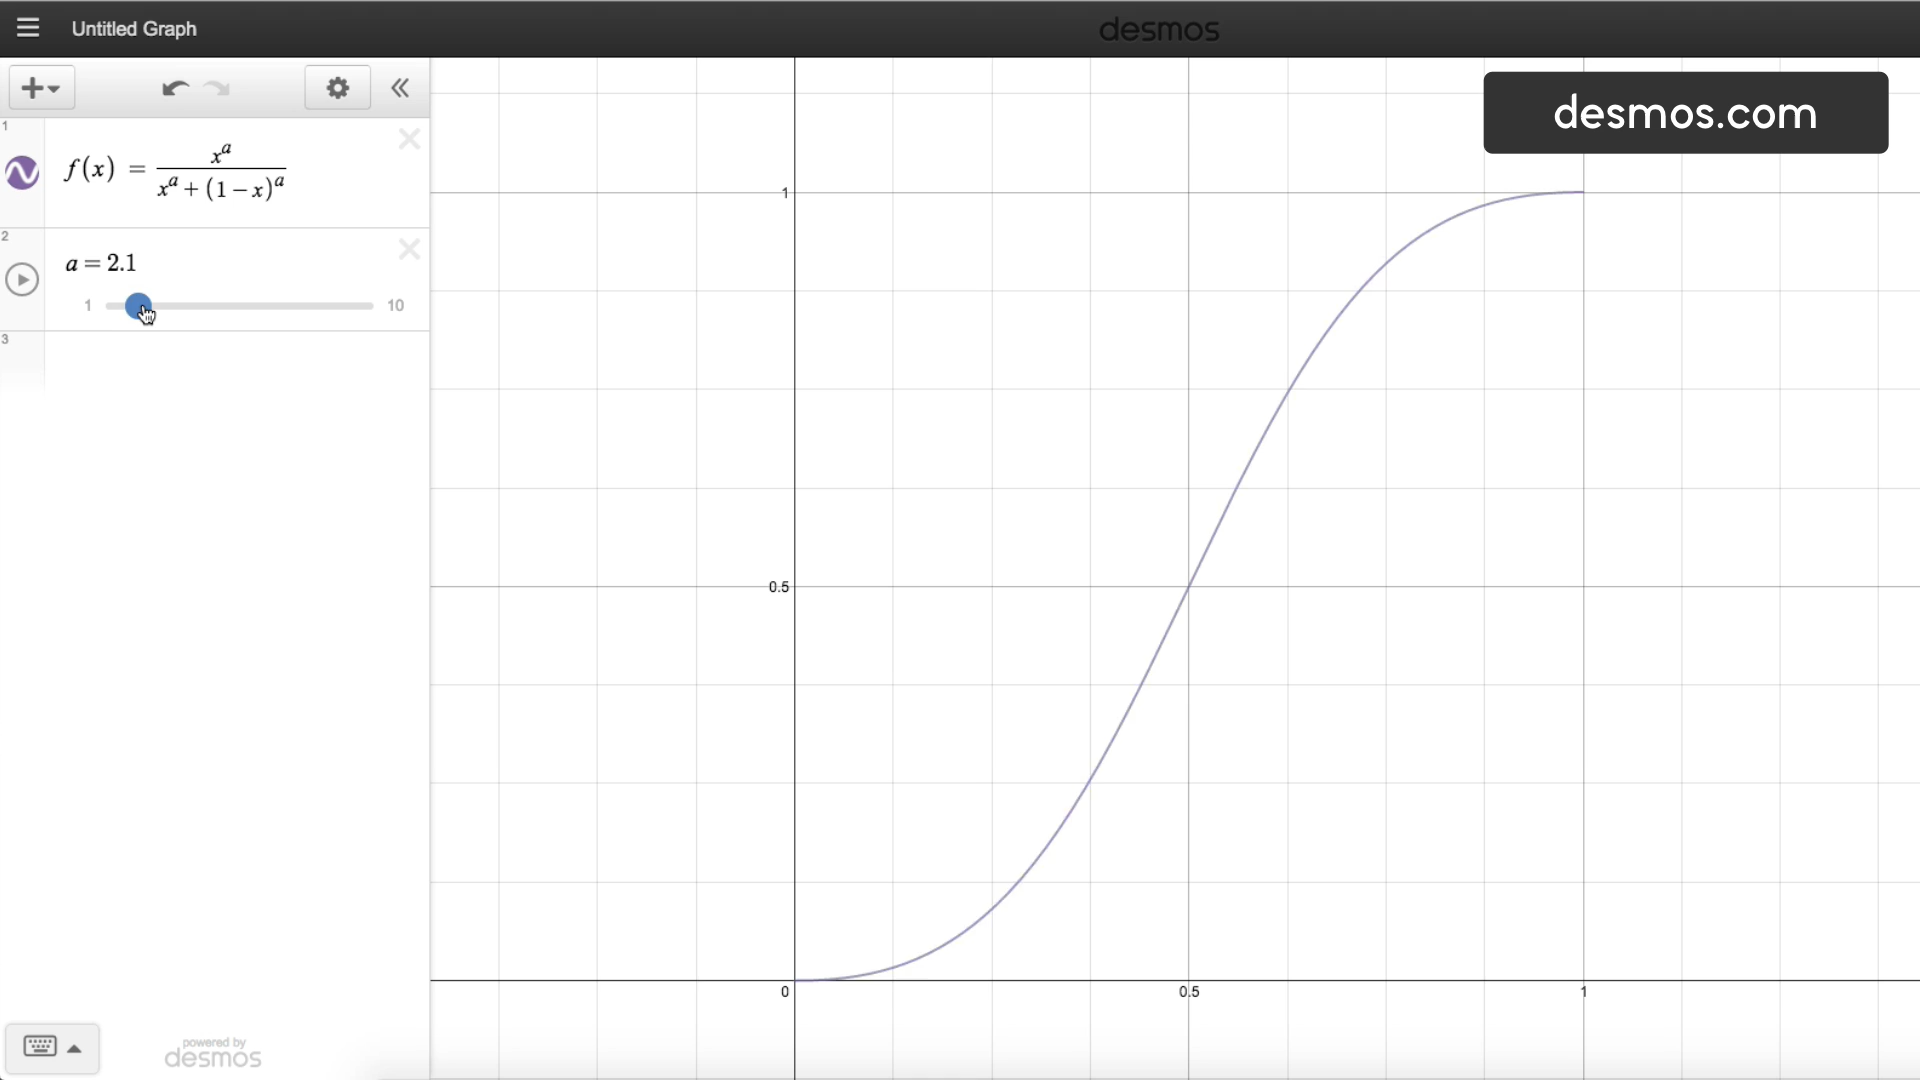 Untitled Graph
desmos
desmos.com
1
f(x) = x^a / (x^a + (1 − x)^a)
2
a = 2.1
1
10
3
1
0.5
0
0.5
1
powered by
desmos